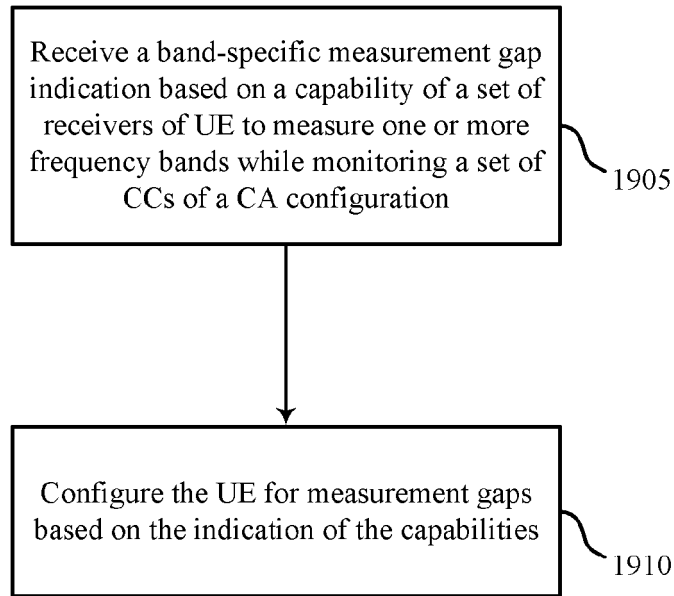 Receive a band-specific measurement gap
indication based on a capability of a set of
receivers of UE to measure one or more
frequency bands while monitoring a set of
CCs of a CA configuration
1905
Configure the UE for measurement gaps
based on the indication of the capabilities
1910